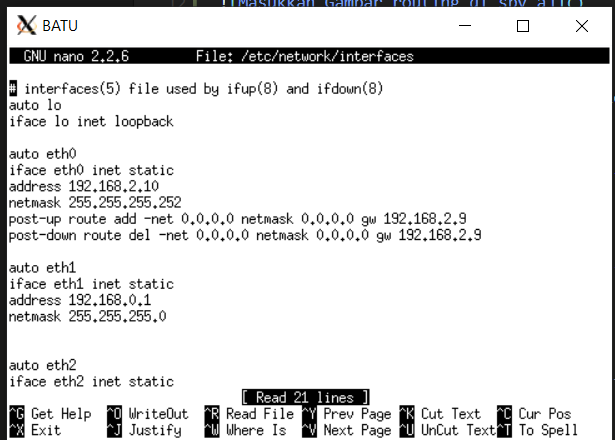 BATU
GNU nano 2.2.6 File: /etc/network/interfaces
# interfaces(5) file used by ifup(8) and ifdown(8)
auto lo
iface lo inet loopback
auto eth0
iface eth0 inet static
address 192.168.2.10
netmask 255.255.255.252
post-up route add -net 0.0.0.0 netmask 0.0.0.0 gw 192.168.2.9
post-down route del -net 0.0.0.0 netmask 0.0.0.0 gw 192.168.2.9
auto eth1
iface eth1 inet static
address 192.168.0.1
netmask 255.255.255.0
auto eth2
iface eth2 inet static
[ Read 21 lines ]
^G Get Help ^O WriteOut ^R Read File ^Y Prev Page ^K Cut Text ^C Cur Pos
^X Exit ^J Justify ^W Where Is ^V Next Page ^U UnCut Text ^T To Spell